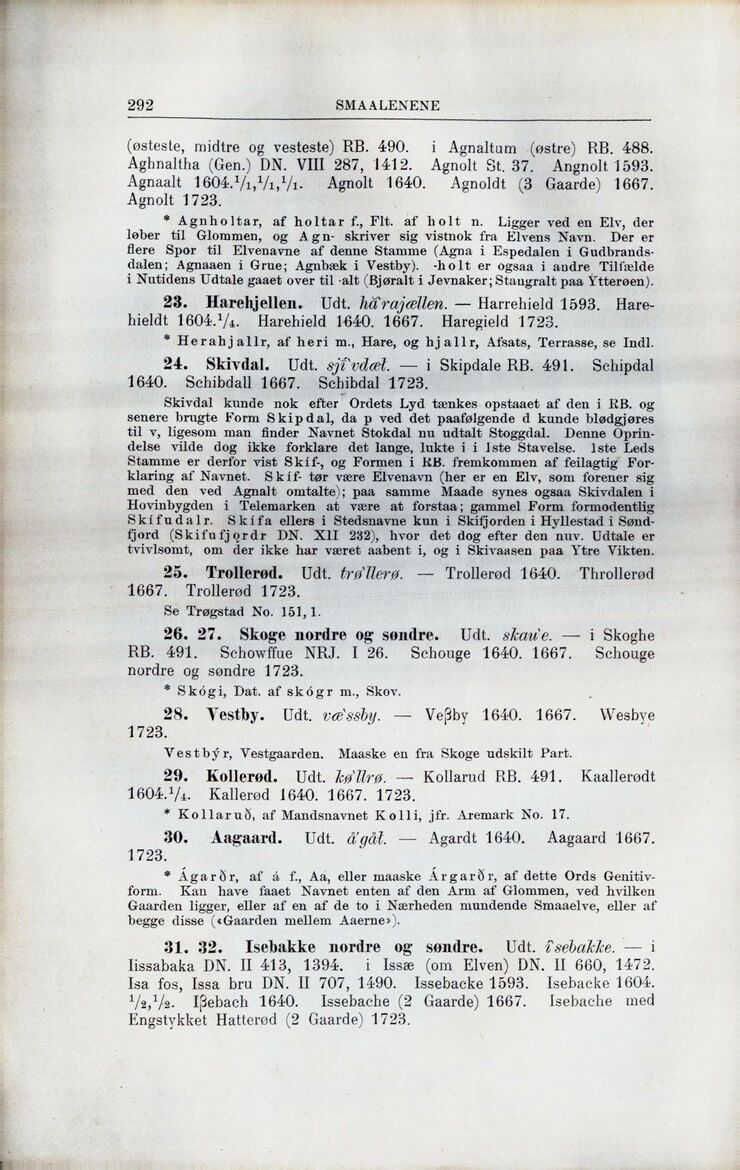 292 SMAALENENE
(østeste, midtre og vesteste) RB. 490. i Agnaltum (østre) RB. 488.
Aghnaltha (Gen.) DN. VIII 287, 1412. Agnolt St. 37. Angnolt 1593.
Agnaalt 1604.¹/₁,¹/₁,¹/₁. Agnolt 1640. Agnoldt (3 Gaarde) 1667.
Agnolt 1723.
* Agnholtar, af holtar f., Flt. af holt n. Ligger ved en Elv, der
løber til Glommen, og Agn- skriver sig vistnok fra Elvens Navn. Der er
flere Spor til Elvenavne af denne Stamme (Agna i Espedalen i Gudbrands-
dalen; Agnaaen i Grue; Agnbæk i Vestby). -holt er ogsaa i andre Tilfælde
i Nutidens Udtale gaaet over til -alt (Bjøralt i Jevnaker; Staugralt paa Ytterøen).
23. Harehjellen. Udt. hàrajællen. — Harrehield 1593. Hare-
hieldt 1604.¹/₄. Harehield 1640. 1667. Haregield 1723.
* Herahjallr, af heri m., Hare, og hjallr, Afsats, Terrasse, se Indl.
24. Skivdal. Udt. sji`vdæł. — i Skipdale RB. 491. Schipdal
1640. Schibdall 1667. Schibdal 1723.
Skivdal kunde nok efter Ordets Lyd tænkes opstaaet af den i RB. og
senere brugte Form Skipdal, da p ved det paafølgende d kunde blødgjøres
til v, ligesom man finder Navnet Stokdal nu udtalt Stoggdal. Denne Oprin-
delse vilde dog ikke forklare det lange, lukte i i 1ste Stavelse. 1ste Leds
Stamme er derfor vist Skíf-, og Formen i RB. fremkommen af feilagtig For-
klaring af Navnet. Skíf- tør være Elvenavn (her er en Elv, som forener sig
med den ved Agnalt omtalte); paa samme Maade synes ogsaa Skivdalen i
Hovinbygden i Telemarken at være at forstaa; gammel Form formodentlig
Skífudalr. Skífa ellers i Stedsnavne kun i Skifjorden i Hyllestad i Sønd-
fjord (Skifufjǫrdr DN. XII 232), hvor det dog efter den nuv. Udtale er
tvivlsomt, om der ikke har været aabent i, og i Skivaasen paa Ytre Vikten.
25. Trollerød. Udt. trø`llerø. — Trollerød 1640. Throllerød
1667. Trollerød 1723.
Se Trøgstad No. 151,1.
26. 27. Skoge nordre og søndre. Udt. skau`e. — i Skoghe
RB. 491. Schowffue NRJ. I 26. Schouge 1640. 1667. Schouge
nordre og søndre 1723.
* Skógi, Dat. af skógr m., Skov.
28. Vestby. Udt. væ`ssby. — Veβby 1640. 1667. Wesbye
1723.
Vestbýr, Vestgaarden. Maaske en fra Skoge udskilt Part.
29. Kollerød. Udt. kø`llrø. — Kollarud RB. 491. Kaallerødt
1604.¹/₄. Kallerød 1640. 1667. 1723.
* Kollaruð, af Mandsnavnet Kolli, jfr. Aremark No. 17.
30. Aagaard. Udt. å`gåł. — Agardt 1640. Aagaard 1667.
1723.
* Ágarðr, af á f., Aa, eller maaske Árgarðr, af dette Ords Genitiv-
form. Kan have faaet Navnet enten af den Arm af Glommen, ved hvilken
Gaarden ligger, eller af en af de to i Nærheden mundende Smaaelve, eller af
begge disse («Gaarden mellem Aaerne»).
31. 32. Isebakke nordre og søndre. Udt. i`sebakke. — i
Iissabaka DN. II 413, 1394. i Issæ (om Elven) DN. II 660, 1472.
Isa fos, Issa bru DN. II 707, 1490. Issebacke 1593. Isebacke 1604.
¹/₂,¹/₂. Iβebach 1640. Issebache (2 Gaarde) 1667. Isebache med
Engstykket Hatterød (2 Gaarde) 1723.